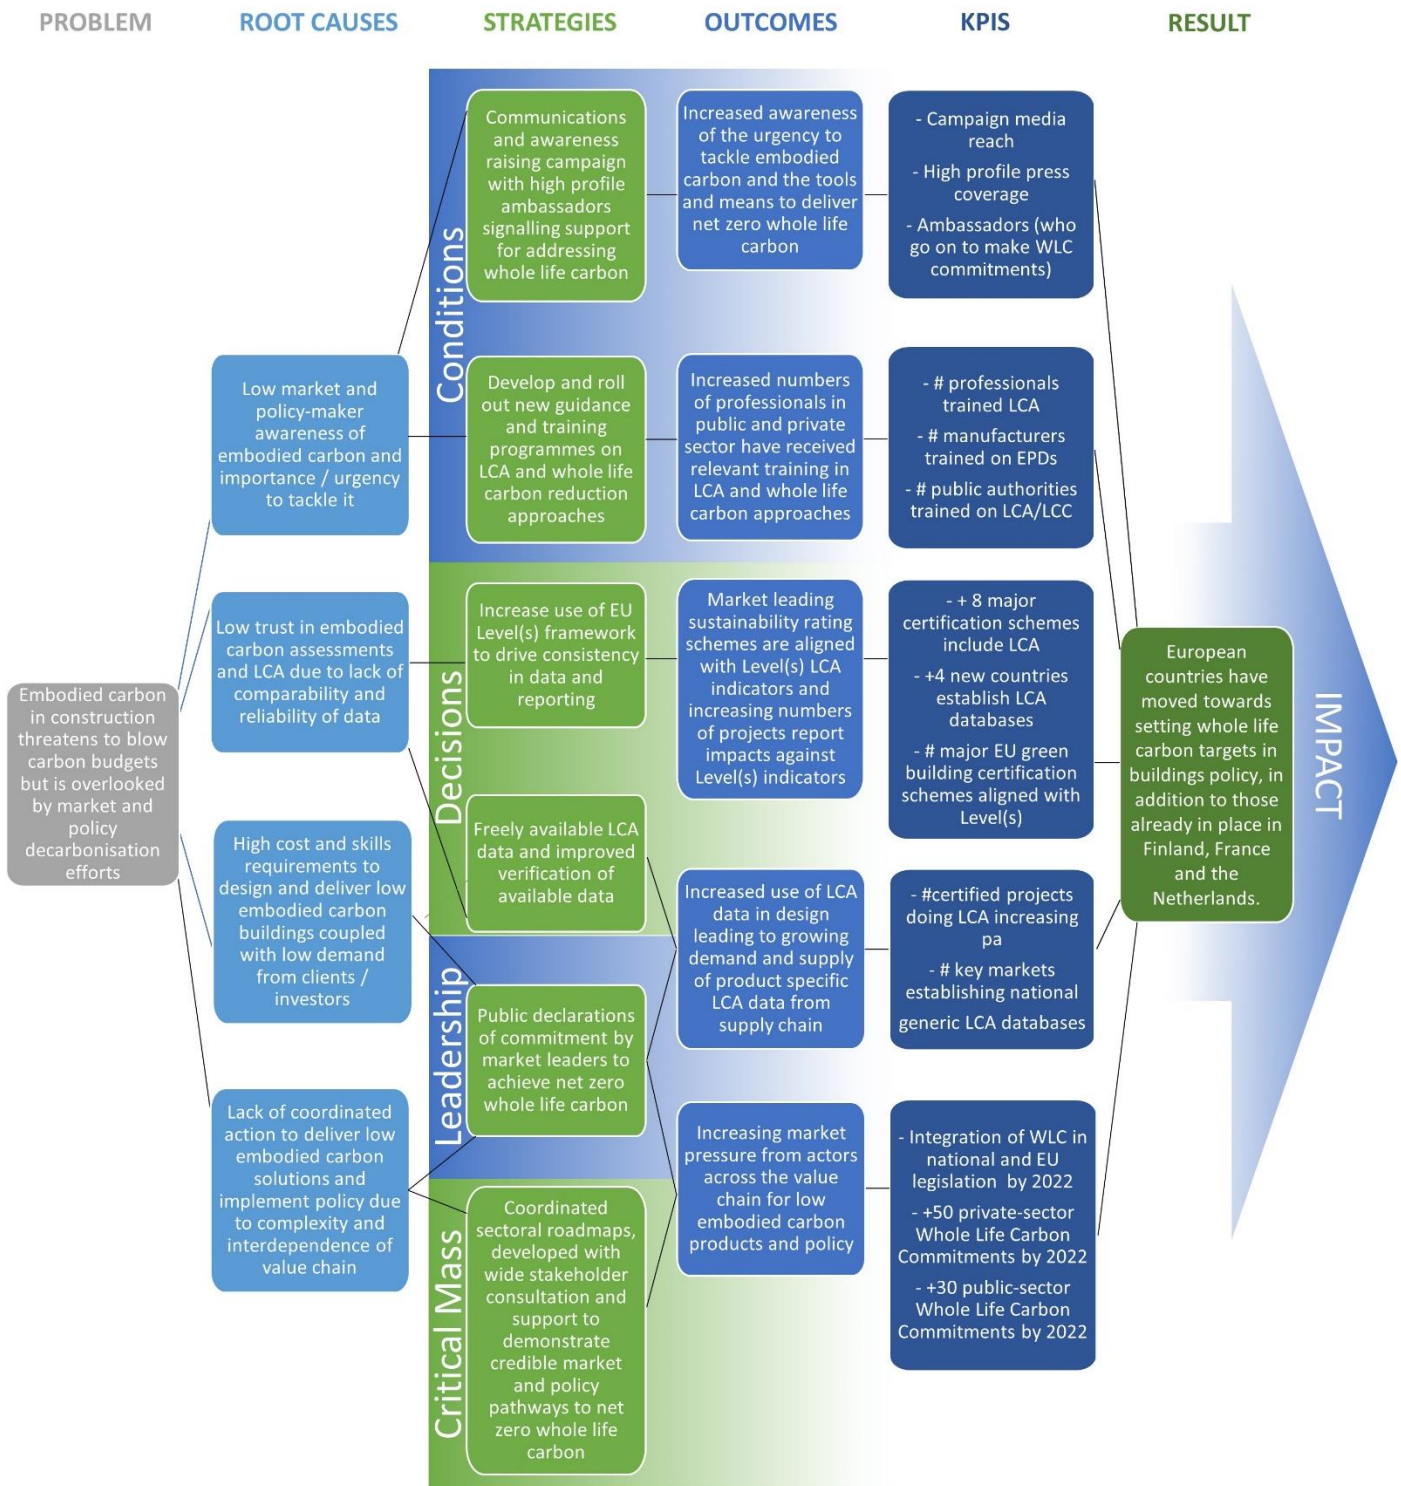 PROBLEM
ROOT CAUSES
STRATEGIES
OUTCOMES
KPIS
RESULT
Embodied carbon
in construction
threatens to blow
carbon budgets
but is overlooked
by market and
policy
decarbonisation
efforts
Low market and
policy-maker
awareness of
embodied carbon and
importance / urgency
to tackle it
Low trust in embodied
carbon assessments
and LCA due to lack of
comparability and
reliability of data
High cost and skills
requirements to
design and deliver low
embodied carbon
buildings coupled
with low demand
from clients /
investors
Lack of coordinated
action to deliver low
embodied carbon
solutions and
implement policy due
to complexity and
interdependence of
value chain
Conditions
Communications
and awareness
raising campaign
with high profile
ambassadors
signalling support
for addressing
whole life carbon
Develop and roll
out new guidance
and training
programmes on
LCA and whole life
carbon reduction
approaches
Decisions
Increase use of EU
Level(s) framework
to drive consistency
in data and
reporting
Freely available LCA
data and improved
verification of
available data
Leadership
Public declarations
of commitment by
market leaders to
achieve net zero
whole life carbon
Critical Mass
Coordinated
sectoral roadmaps,
developed with
wide stakeholder
consultation and
support to
demonstrate
credible market
and policy
pathways to net
zero whole life
carbon
Increased awareness
of the urgency to
tackle embodied
carbon and the tools
and means to deliver
net zero whole life
carbon
Increased numbers
of professionals in
public and private
sector have received
relevant training in
LCA and whole life
carbon approaches
Market leading
sustainability rating
schemes are aligned
with Level(s) LCA
indicators and
increasing numbers
of projects report
impacts against
Level(s) indicators
Increased use of LCA
data in design
leading to growing
demand and supply
of product specific
LCA data from
supply chain
Increasing market
pressure from actors
across the value
chain for low
embodied carbon
products and policy
- Campaign media
reach
- High profile press
coverage
- Ambassadors (who
go on to make WLC
commitments)
- # professionals
trained LCA
- # manufacturers
trained on EPDs
- # public authorities
trained on LCA/LCC
- + 8 major
certification schemes
include LCA
- +4 new countries
establish LCA
databases
- # major EU green
building certification
schemes aligned with
Level(s)
- #certified projects
doing LCA increasing
pa
- # key markets
establishing national
generic LCA databases
- Integration of WLC in
national and EU
legislation by 2022
- +50 private-sector
Whole Life Carbon
Commitments by 2022
- +30 public-sector
Whole Life Carbon
Commitments by 2022
European
countries have
moved towards
setting whole life
carbon targets in
buildings policy, in
addition to those
already in place in
Finland, France
and the
Netherlands.
IMPACT